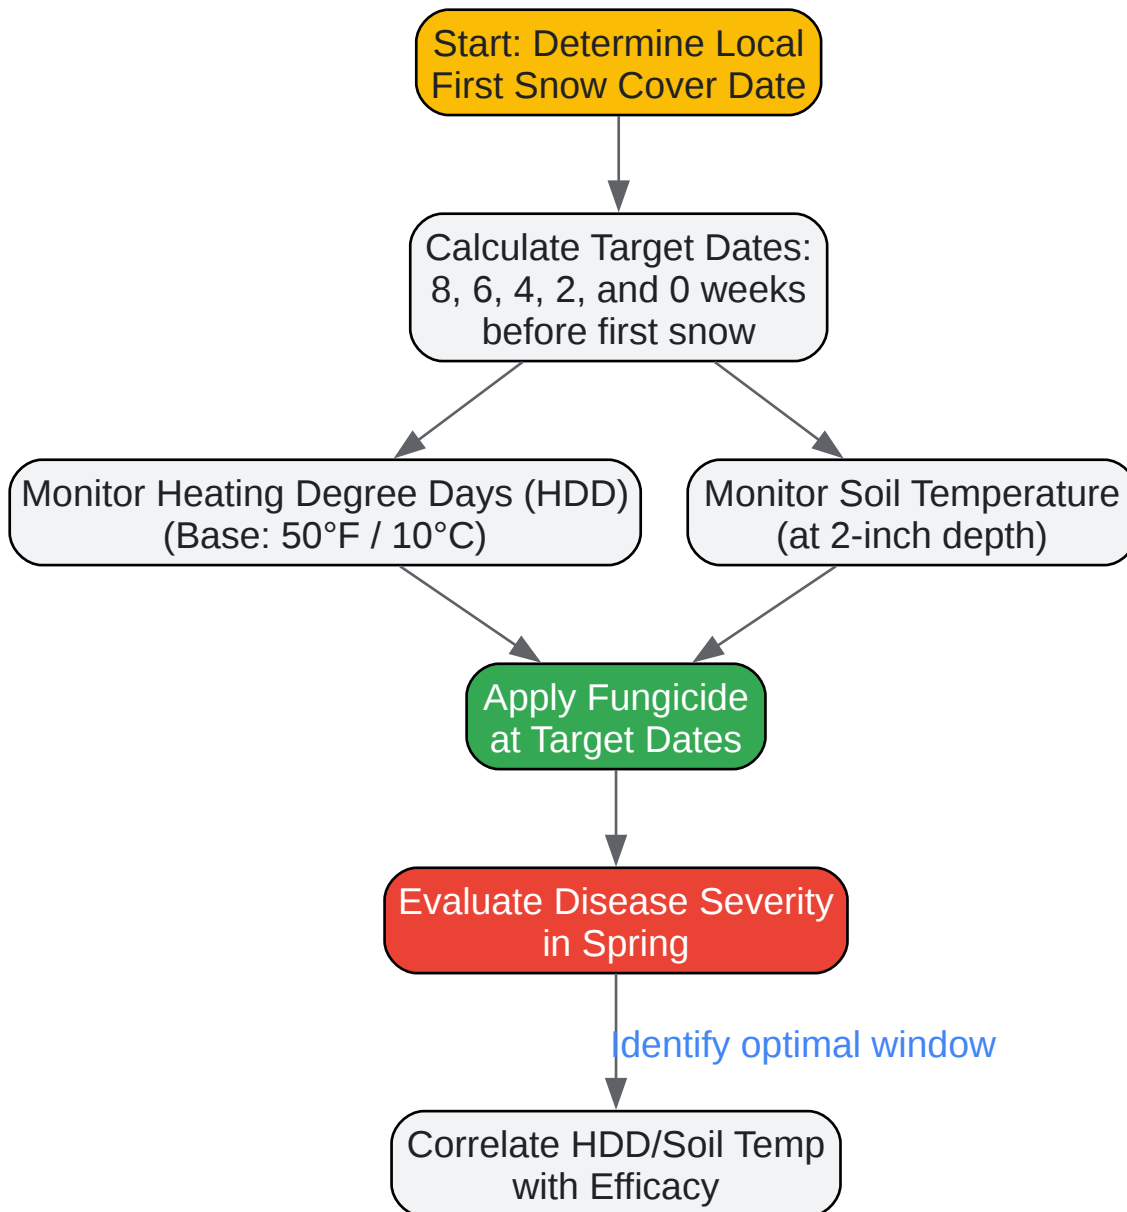 Start: Determine Local
First Snow Cover Date
Calculate Target Dates:
8, 6, 4, 2, and 0 weeks
before first snow
Monitor Heating Degree Days (HDD)
(Base: 50°F / 10°C)
Monitor Soil Temperature
(at 2-inch depth)
Apply Fungicide
at Target Dates
Evaluate Disease Severity
in Spring
Identify optimal window
Correlate HDD/Soil Temp
with Efficacy